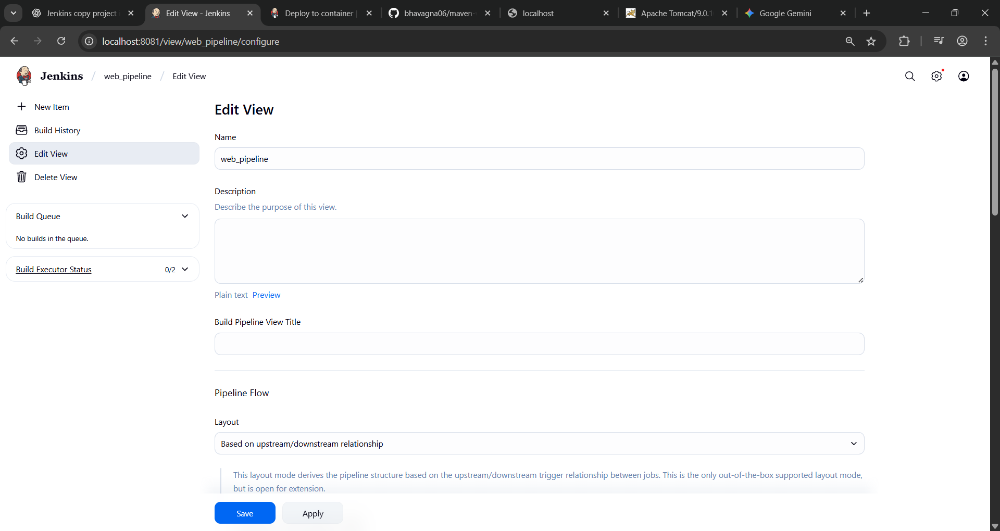 Jenkins copy project
Edit View - Jenkins
Deploy to container
bhavagna06/maven-
localhost
Apache Tomcat/9.0.1
Google Gemini
localhost:8081/view/web_pipeline/configure
Jenkins / web_pipeline / Edit View
New Item
Build History
Edit View
Delete View
Build Queue
No builds in the queue.
Build Executor Status 0/2
Edit View
Name
web_pipeline
Description
Describe the purpose of this view.
Plain text Preview
Build Pipeline View Title
Pipeline Flow
Layout
Based on upstream/downstream relationship
This layout mode derives the pipeline structure based on the upstream/downstream trigger relationship between jobs. This is the only out-of-the-box supported layout mode,
but is open for extension.
Save Apply